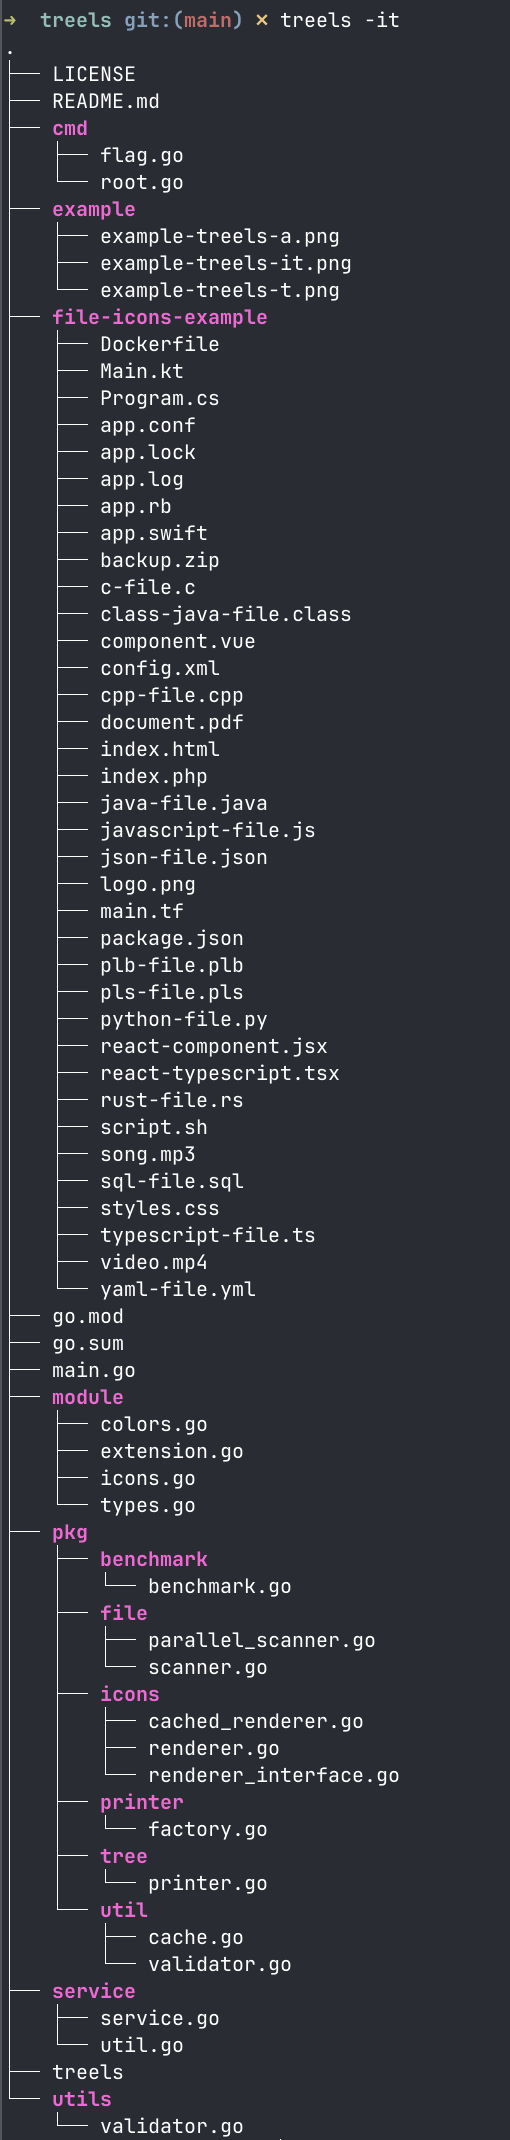 ➜  treels git:(main) ✗ treels -it
.
├── LICENSE
├── README.md
├── cmd
│   ├── flag.go
│   └── root.go
├── example
│   ├── example-treels-a.png
│   ├── example-treels-it.png
│   └── example-treels-t.png
├── file-icons-example
│   ├── Dockerfile
│   ├── Main.kt
│   ├── Program.cs
│   ├── app.conf
│   ├── app.lock
│   ├── app.log
│   ├── app.rb
│   ├── app.swift
│   ├── backup.zip
│   ├── c-file.c
│   ├── class-java-file.class
│   ├── component.vue
│   ├── config.xml
│   ├── cpp-file.cpp
│   ├── document.pdf
│   ├── index.html
│   ├── index.php
│   ├── java-file.java
│   ├── javascript-file.js
│   ├── json-file.json
│   ├── logo.png
│   ├── main.tf
│   ├── package.json
│   ├── plb-file.plb
│   ├── pls-file.pls
│   ├── python-file.py
│   ├── react-component.jsx
│   ├── react-typescript.tsx
│   ├── rust-file.rs
│   ├── script.sh
│   ├── song.mp3
│   ├── sql-file.sql
│   ├── styles.css
│   ├── typescript-file.ts
│   ├── video.mp4
│   └── yaml-file.yml
├── go.mod
├── go.sum
├── main.go
├── module
│   ├── colors.go
│   ├── extension.go
│   ├── icons.go
│   └── types.go
├── pkg
│   ├── benchmark
│   │   └── benchmark.go
│   ├── file
│   │   ├── parallel_scanner.go
│   │   └── scanner.go
│   ├── icons
│   │   ├── cached_renderer.go
│   │   ├── renderer.go
│   │   └── renderer_interface.go
│   ├── printer
│   │   └── factory.go
│   ├── tree
│   │   └── printer.go
│   └── util
│       ├── cache.go
│       └── validator.go
├── service
│   ├── service.go
│   └── util.go
├── treels
└── utils
    └── validator.go